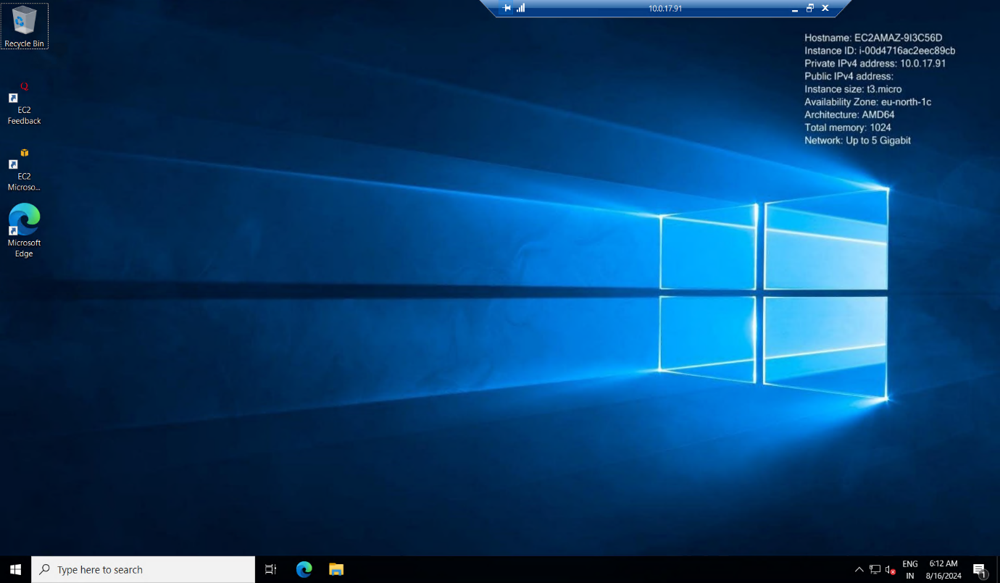 10.0.17.91
Recycle Bin
Hostname: EC2AMAZ-9I3C56D
Instance ID: i-00d4716ac2eec89cb
Private IPv4 address: 10.0.17.91
Public IPv4 address:
Instance size: t3.micro
Availability Zone: eu-north-1c
Architecture: AMD64
Total memory: 1024
Network: Up to 5 Gigabit
Q
EC2
Feedback
EC2
Microso...
Microsoft
Edge
Type here to search
ENG
IN
6:12 AM
8/16/2024
1